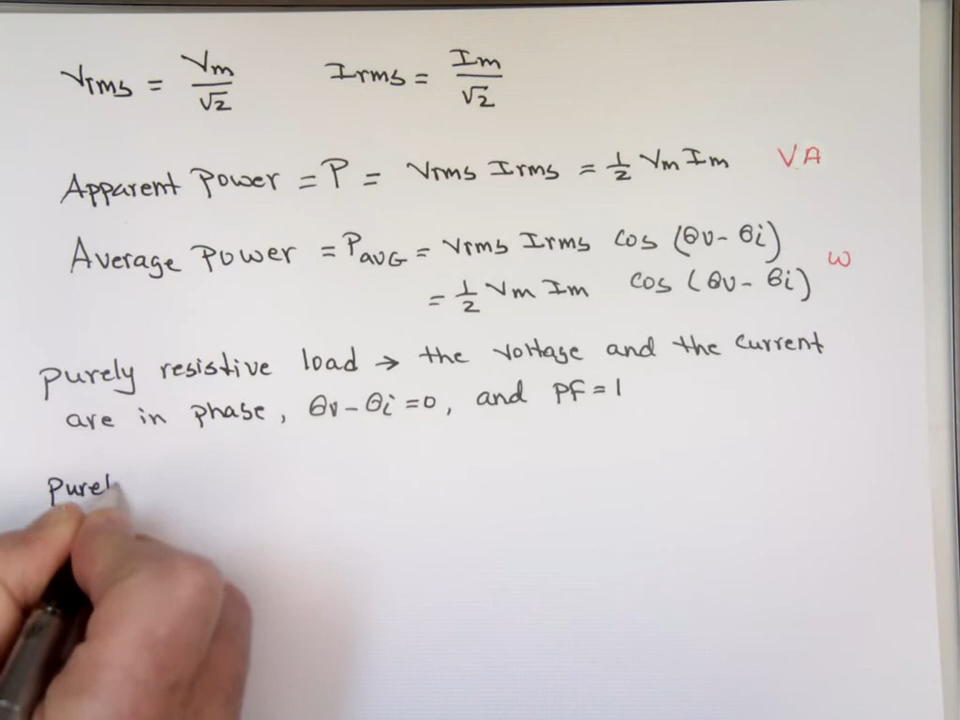 Vrms = Vm/√2 Irms = Im/√2
Apparent Power = P = Vrms Irms = 1/2 Vm Im VA
Average Power = PAVG = Vrms Irms cos (θv - θi)
= 1/2 Vm Im cos (θv - θi) W
purely resistive load → the voltage and the current
are in phase, θv - θi = 0, and PF = 1
Purel